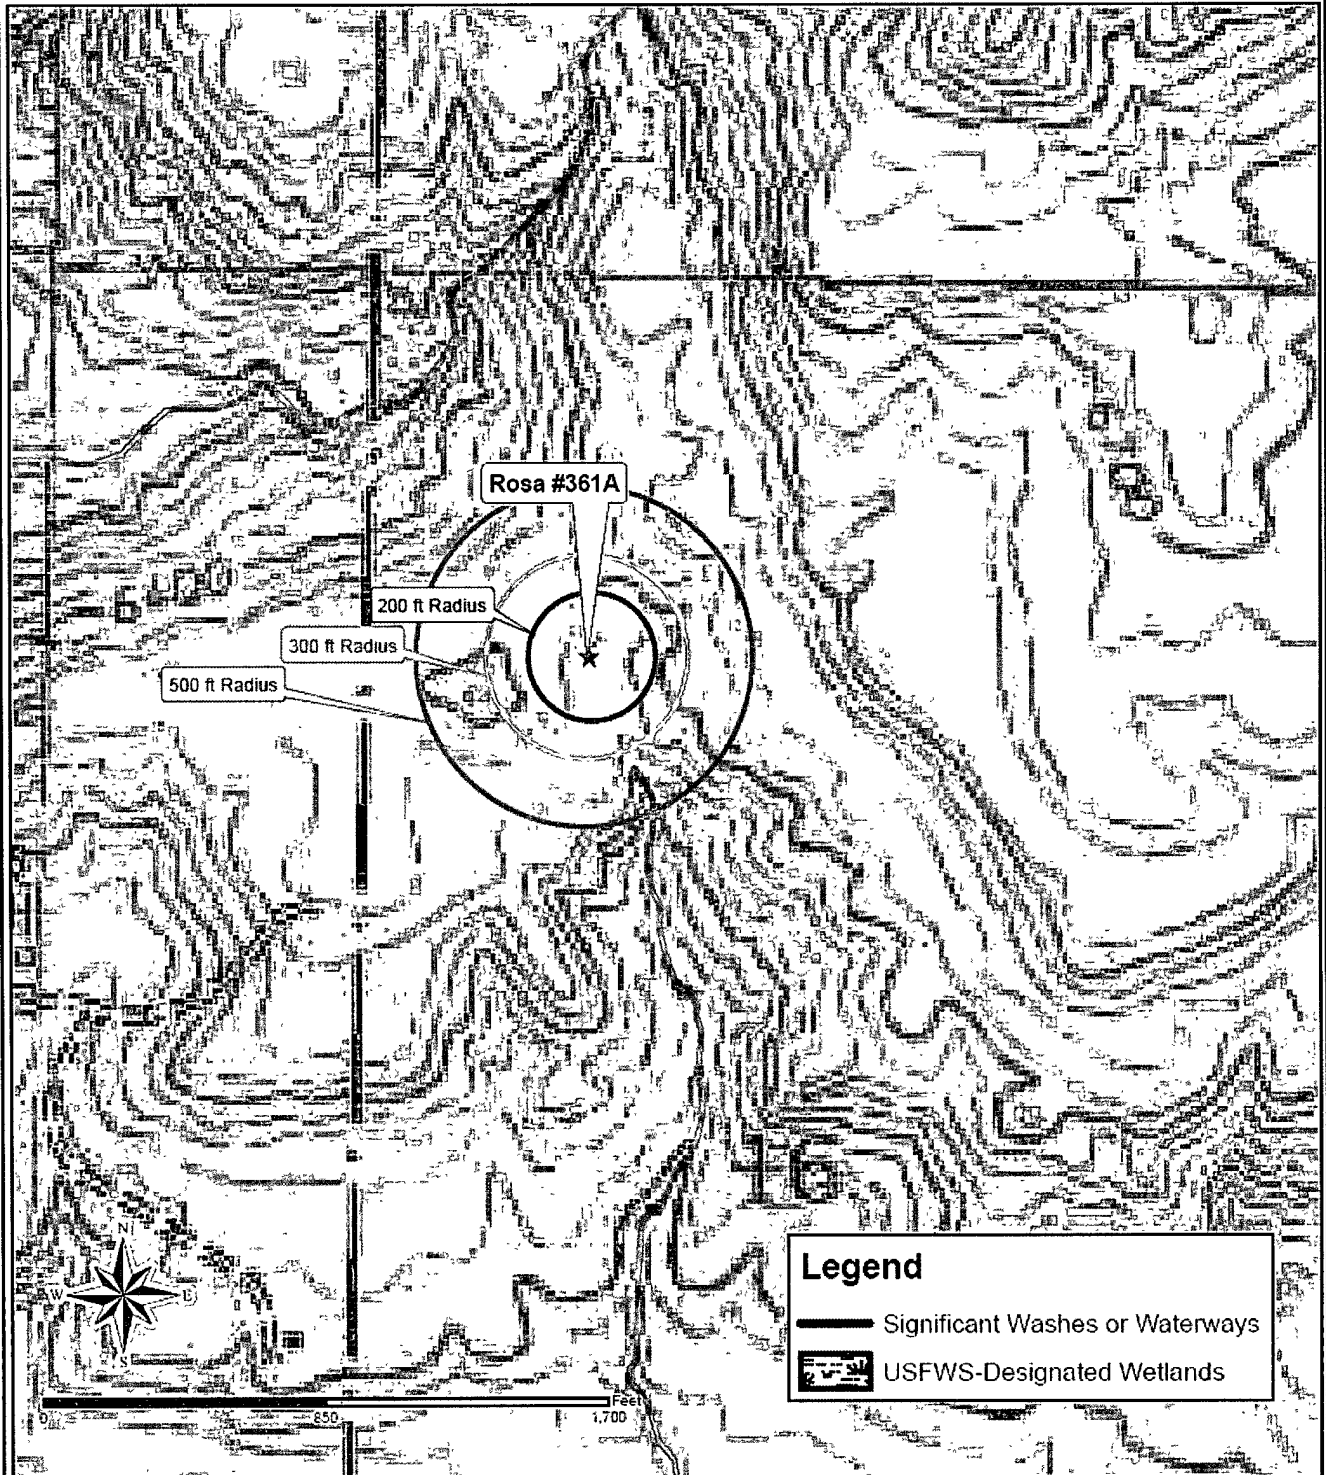 Rosa #361A
200 ft Radius
300 ft Radius
500 ft Radius
N
W
E
S
Legend
Significant Washes or Waterways
USFWS-Designated Wetlands
0
850
1,700
Feet